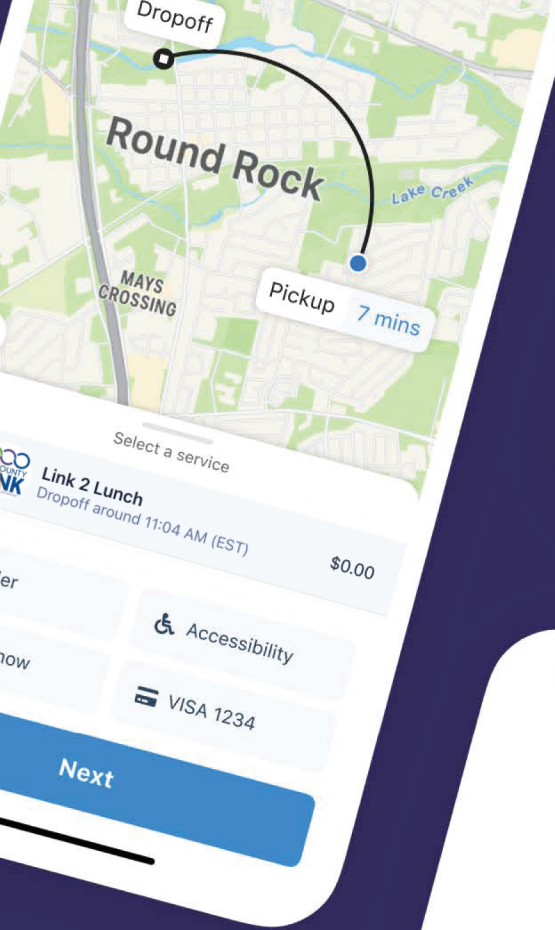 Dropoff
Round Rock
Lake Creek
MAYS
CROSSING
Pickup 7 mins
Select a service
Link 2 Lunch
Dropoff around 11:04 AM (EST)
$0.00
Accessibility
now
VISA 1234
Next